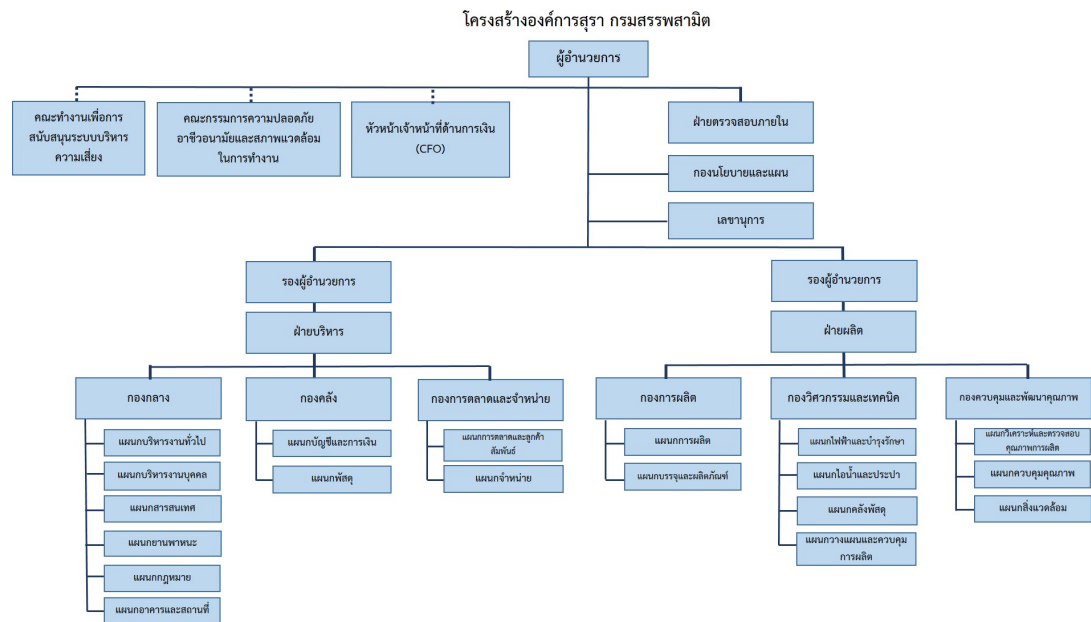 โครงสร้างองค์การสุรา กรมสรรพสามิต
ผู้อำนวยการ
คณะทำงานเพื่อการ
สนับสนุนระบบบริหาร
ความเสี่ยง
คณะกรรมการความปลอดภัย
อาชีวอนามัยและสภาพแวดล้อม
ในการทำงาน
หัวหน้าเจ้าหน้าที่ด้านการเงิน
(CFO)
ฝ่ายตรวจสอบภายใน
กองนโยบายและแผน
เลขานุการ
รองผู้อำนวยการ
ฝ่ายบริหาร
กองกลาง
แผนกบริหารงานทั่วไป
แผนกบริหารงานบุคคล
แผนกสารสนเทศ
แผนกยานพาหนะ
แผนกกฎหมาย
แผนกอาคารและสถานที่
กองคลัง
แผนกบัญชีและการเงิน
แผนกพัสดุ
กองการตลาดและจำหน่าย
แผนกการตลาดและลูกค้า
สัมพันธ์
แผนกจำหน่าย
รองผู้อำนวยการ
ฝ่ายผลิต
กองการผลิต
แผนกการผลิต
แผนกบรรจุและผลิตภัณฑ์
กองวิศวกรรมและเทคนิค
แผนกไฟฟ้าและบำรุงรักษา
แผนกไอน้ำและประปา
แผนกคลังพัสดุ
แผนกวางแผนและควบคุม
การผลิต
กองควบคุมและพัฒนาคุณภาพ
แผนกวิเคราะห์และตรวจสอบ
คุณภาพการผลิต
แผนกควบคุมคุณภาพ
แผนกสิ่งแวดล้อม